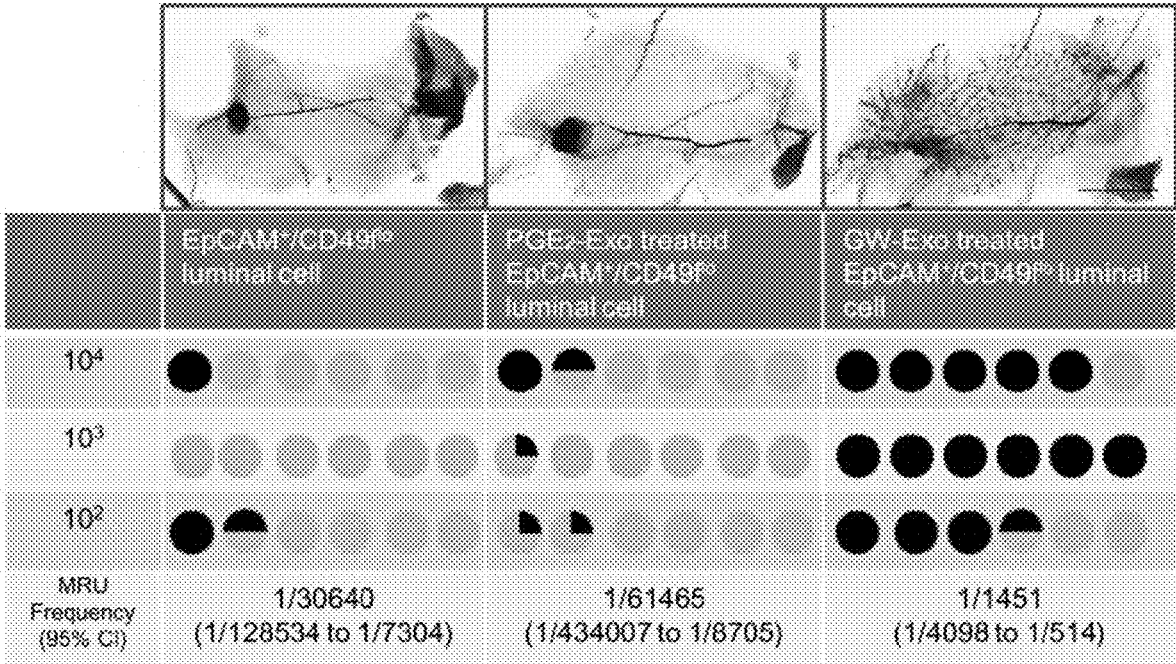 EpCAM⁺/CD49fˡᵒ
luminal cell
PGE₂-Exo treated
EpCAM⁺/CD49fˡᵒ
luminal cell
GW-Exo treated
EpCAM⁺/CD49fˡᵒ luminal
cell
10⁴
10³
10²
MRU
Frequency
(95% CI)
1/30640
(1/128534 to 1/7304)
1/61465
(1/434007 to 1/8705)
1/1451
(1/4098 to 1/514)